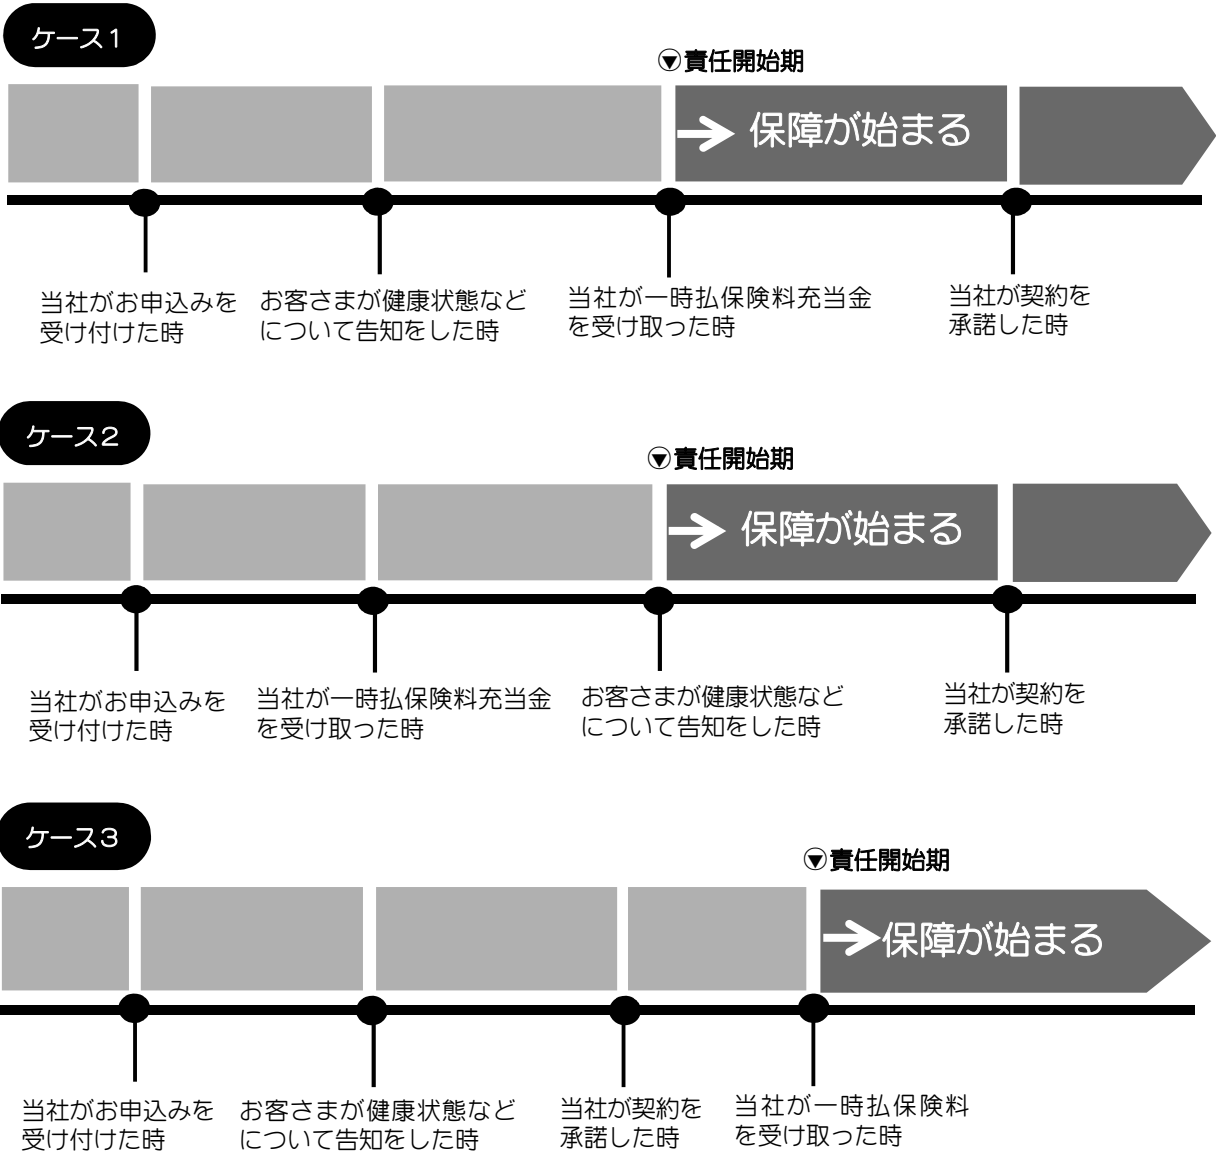 ケース1
▼責任開始期
保障が始まる
当社がお申込みを
受け付けた時
お客さまが健康状態など
について告知をした時
当社が一時払保険料充当金
を受け取った時
当社が契約を
承諾した時
ケース2
▼責任開始期
保障が始まる
当社がお申込みを
受け付けた時
当社が一時払保険料充当金
を受け取った時
お客さまが健康状態など
について告知をした時
当社が契約を
承諾した時
ケース3
▼責任開始期
保障が始まる
当社がお申込みを
受け付けた時
お客さまが健康状態など
について告知をした時
当社が契約を
承諾した時
当社が一時払保険料
を受け取った時